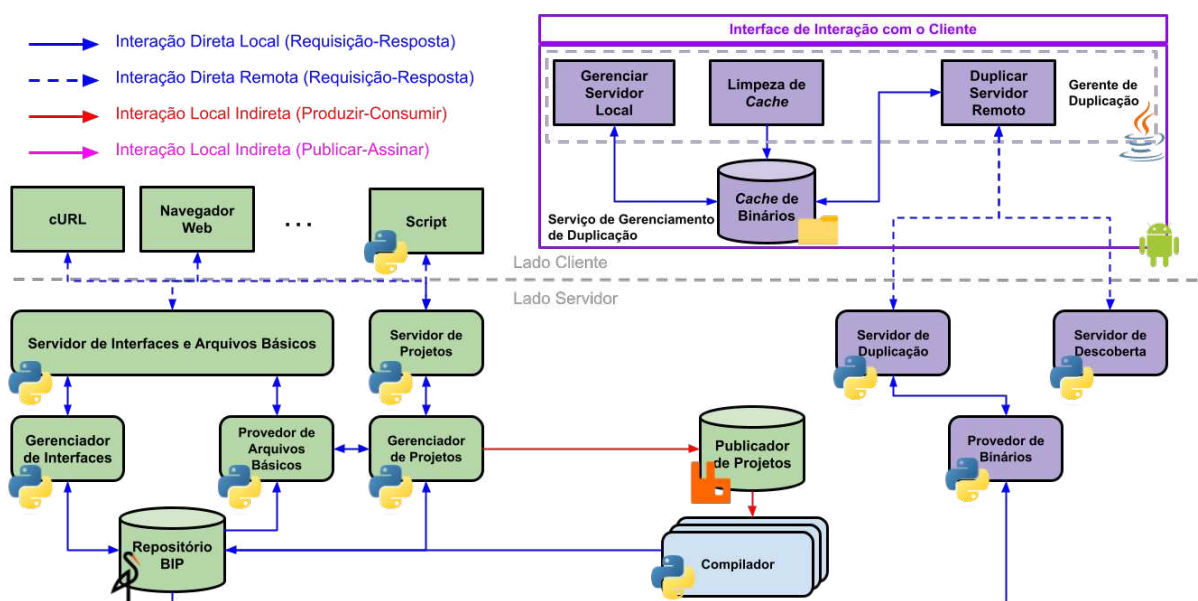 Interação Direta Local (Requisição-Resposta)
Interação Direta Remota (Requisição-Resposta)
Interação Local Indireta (Produzir-Consumir)
Interação Local Indireta (Publicar-Assinar)
Interface de Interação com o Cliente
Gerenciar
Servidor
Local
Limpeza de
Cache
Duplicar
Servidor
Remoto
Gerente de
Duplicação
Cache de
Binários
Serviço de Gerenciamento
de Duplicação
cURL
Navegador
Web
...
Script
Lado Cliente
Lado Servidor
Servidor de Interfaces e Arquivos Básicos
Servidor de
Projetos
Servidor de
Duplicação
Servidor de
Descoberta
Gerenciador
de Interfaces
Provedor de
Arquivos
Básicos
Gerenciador
de Projetos
Publicador
de Projetos
Provedor de
Binários
Repositório
BIP
Compilador